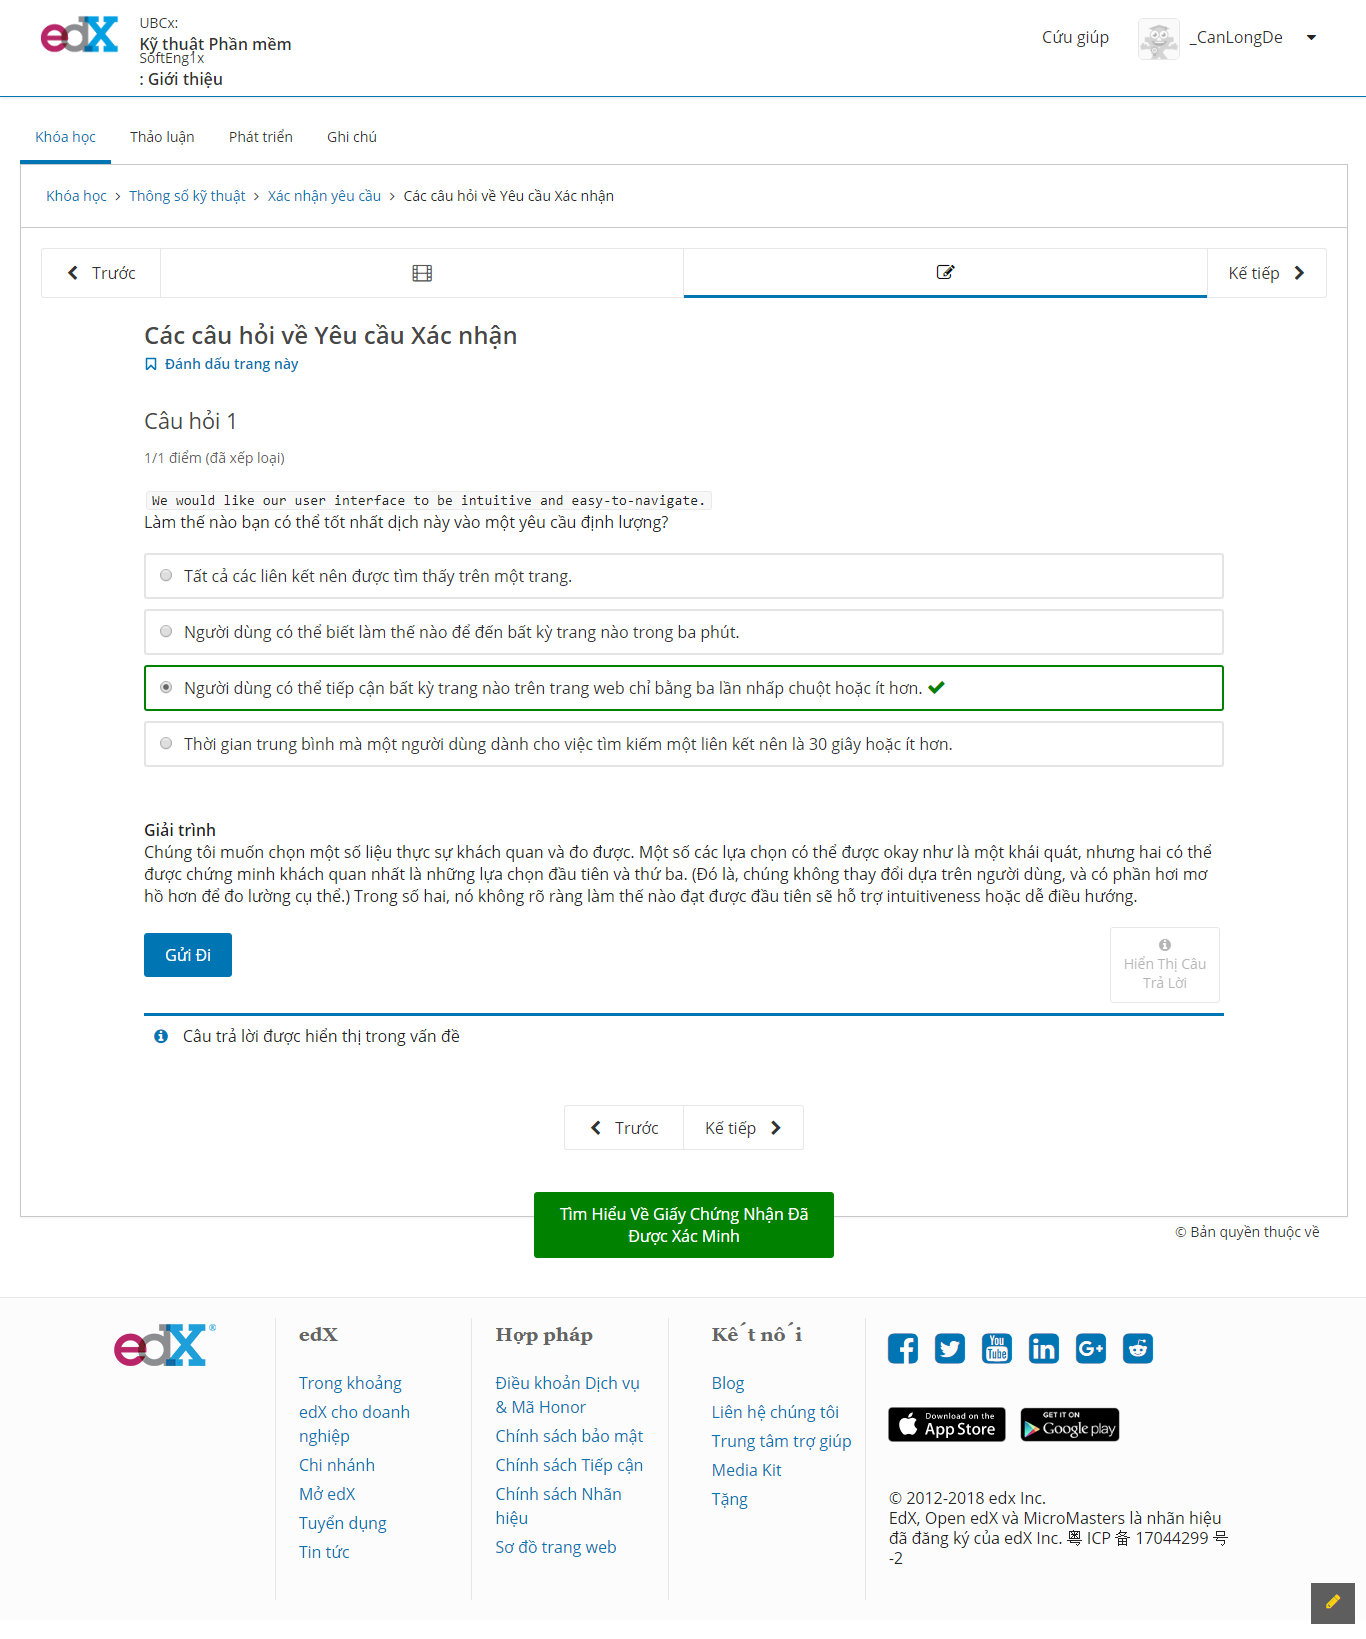 edX
UBCx:
Kỹ thuật Phần mềm
SoftEng1x
: Giới thiệu
Cứu giúp
_CanLongDe
Khóa học
Thảo luận
Phát triển
Ghi chú
Khóa học > Thông số kỹ thuật > Xác nhận yêu cầu > Các câu hỏi về Yêu cầu Xác nhận
Trước
Kế tiếp
Các câu hỏi về Yêu cầu Xác nhận
Đánh dấu trang này
Câu hỏi 1
1/1 điểm (đã xếp loại)
We would like our user interface to be intuitive and easy-to-navigate.
Làm thế nào bạn có thể tốt nhất dịch này vào một yêu cầu định lượng?
Tất cả các liên kết nên được tìm thấy trên một trang.
Người dùng có thể biết làm thế nào để đến bất kỳ trang nào trong ba phút.
Người dùng có thể tiếp cận bất kỳ trang nào trên trang web chỉ bằng ba lần nhấp chuột hoặc ít hơn.
Thời gian trung bình mà một người dùng dành cho việc tìm kiếm một liên kết nên là 30 giây hoặc ít hơn.
Giải trình
Chúng tôi muốn chọn một số liệu thực sự khách quan và đo được. Một số các lựa chọn có thể được okay như là một khái quát, nhưng hai có thể
được chứng minh khách quan nhất là những lựa chọn đầu tiên và thứ ba. (Đó là, chúng không thay đổi dựa trên người dùng, và có phần hơi mơ
hồ hơn để đo lường cụ thể.) Trong số hai, nó không rõ ràng làm thế nào đạt được đầu tiên sẽ hỗ trợ intuitiveness hoặc dễ điều hướng.
Gửi Đi
Hiển Thị Câu
Trả Lời
Câu trả lời được hiển thị trong vấn đề
Trước
Kế tiếp
Tìm Hiểu Về Giấy Chứng Nhận Đã
Được Xác Minh
© Bản quyền thuộc về
edX®
edX
Trong khoảng
edX cho doanh
nghiệp
Chi nhánh
Mở edX
Tuyển dụng
Tin tức
Hợp pháp
Điều khoản Dịch vụ
& Mã Honor
Chính sách bảo mật
Chính sách Tiếp cận
Chính sách Nhãn
hiệu
Sơ đồ trang web
Kết nối
Blog
Liên hệ chúng tôi
Trung tâm trợ giúp
Media Kit
Tặng
You
Tube
in
G+
Download on the
App Store
GET IT ON
Google play
© 2012-2018 edx Inc.
EdX, Open edX và MicroMasters là nhãn hiệu
đã đăng ký của edX Inc. 粤 ICP 备 17044299 号
-2